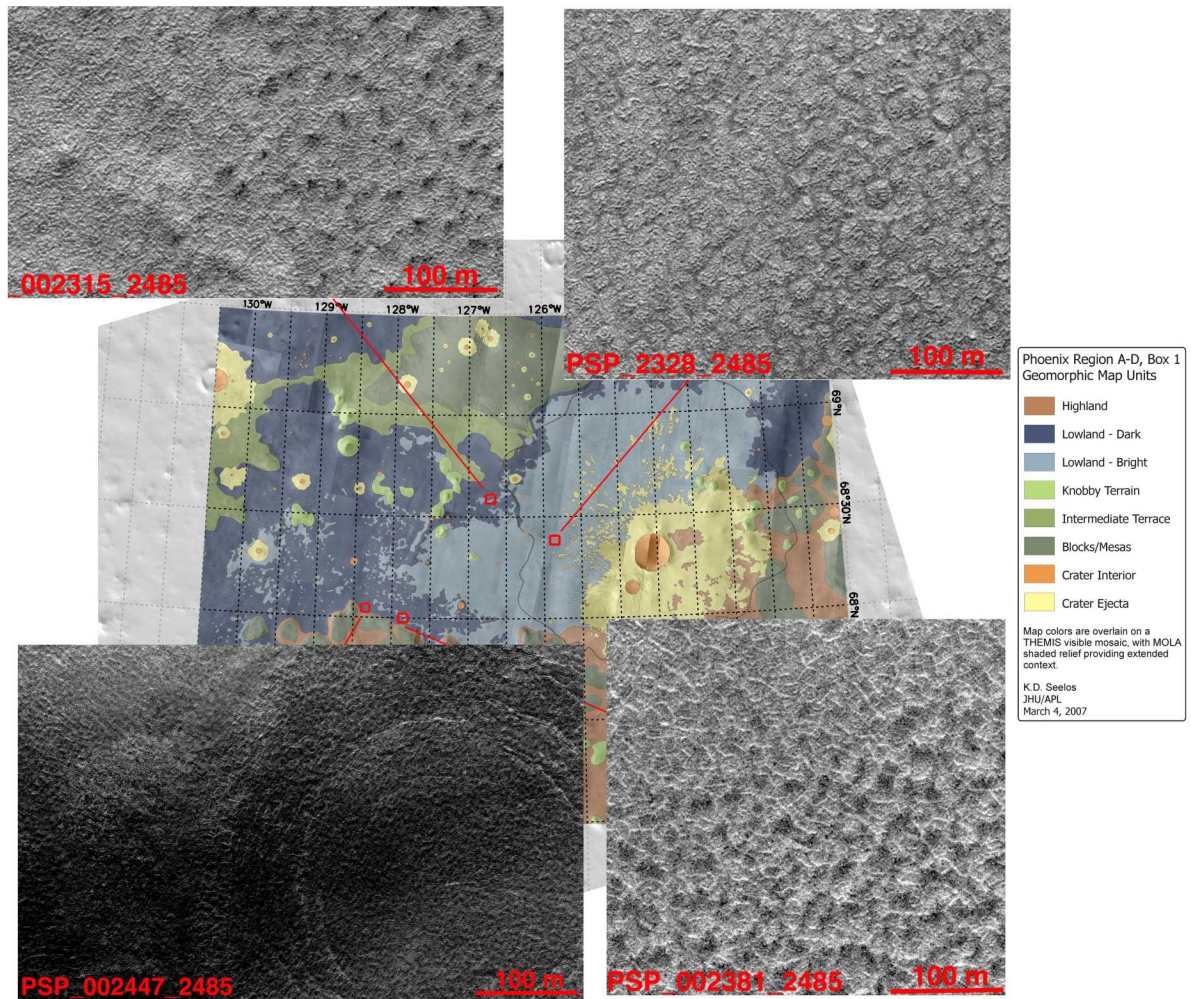 _002315_2485
100 m
PSP_2328_2485
100 m
130°W
129°W
128°W
127°W
126°W
69°N
68°30'N
68°N
Phoenix Region A-D, Box 1
Geomorphic Map Units
Highland
Lowland - Dark
Lowland - Bright
Knobby Terrain
Intermediate Terrace
Blocks/Mesas
Crater Interior
Crater Ejecta
Map colors are overlain on a
THEMIS visible mosaic, with MOLA
shaded relief providing extended
context.
K.D. Seelos
JHU/APL
March 4, 2007
PSP_002447_2485
100 m
PSP_002381_2485
100 m